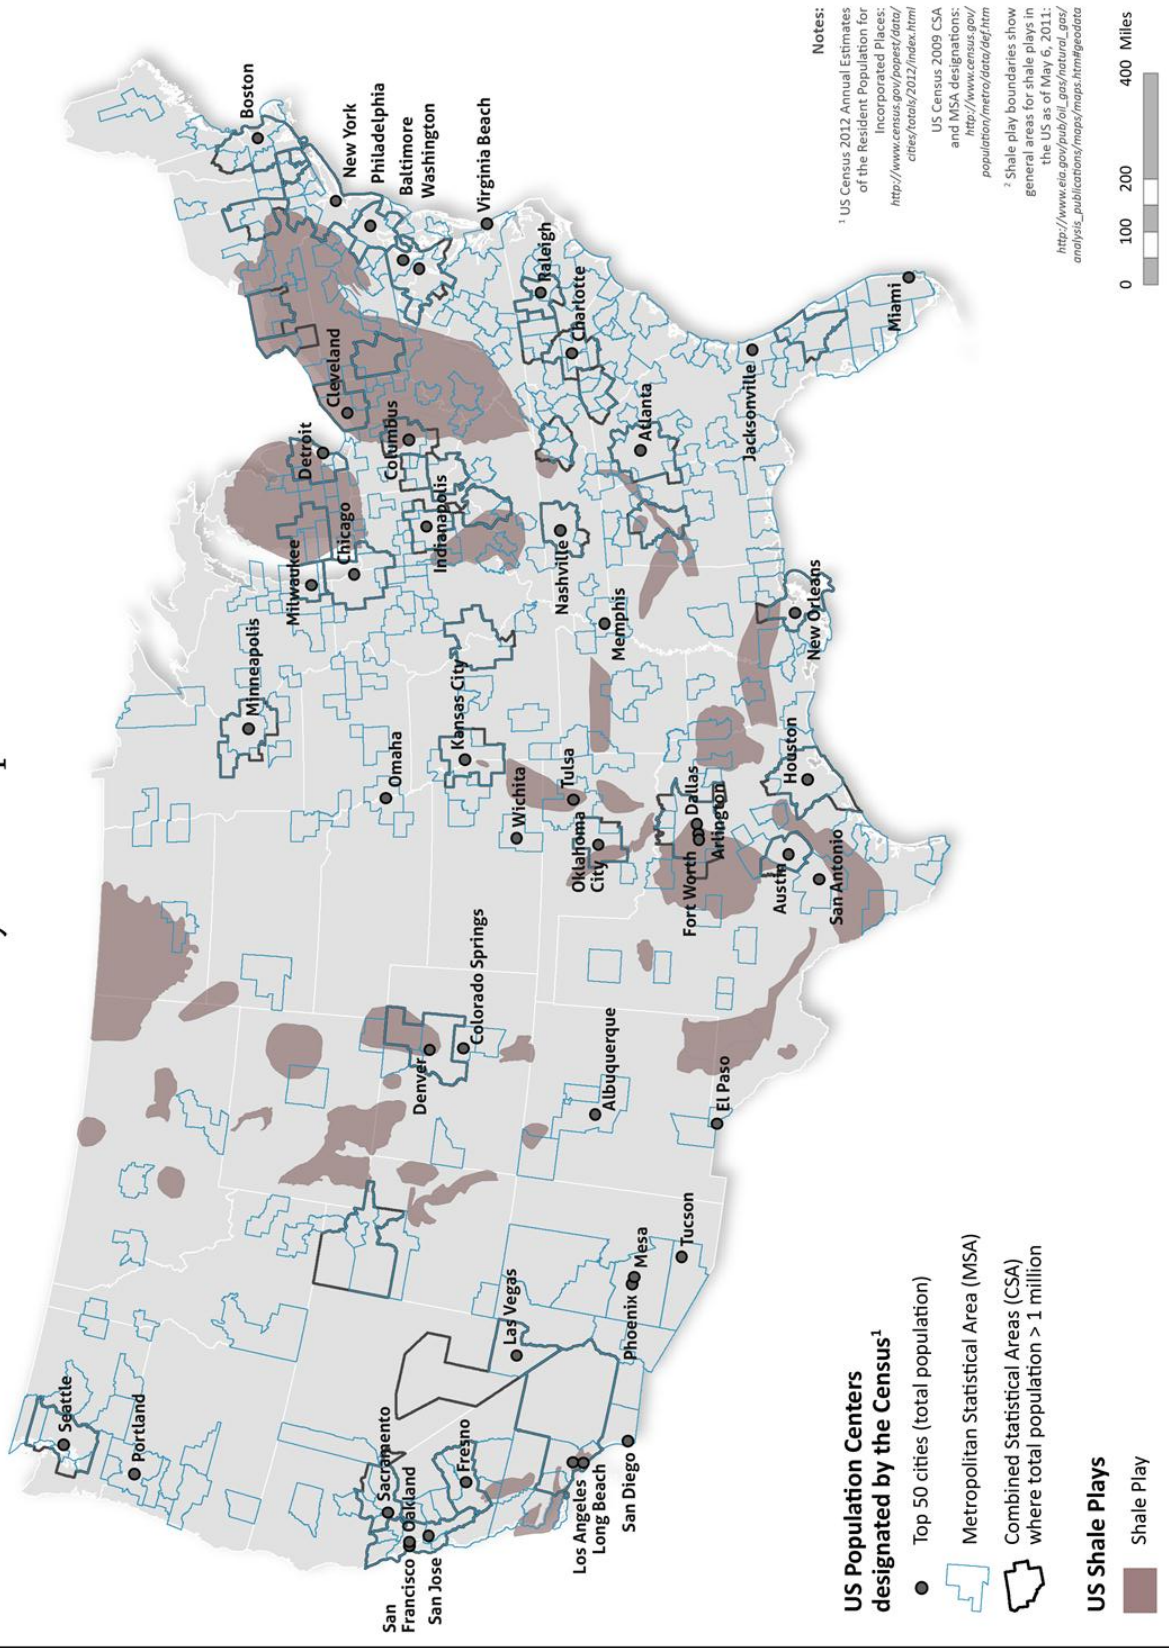 Seattle
Portland
Sacramento
San
Francisco
Oakland
San Jose
Fresno
Las Vegas
Los Angeles
Long Beach
San Diego
Phoenix
Mesa
Tucson
Albuquerque
El Paso
Denver
Colorado Springs
Minneapolis
Omaha
Kansas City
Wichita
Tulsa
Oklahoma
City
Fort Worth
Dallas
Arlington
Austin
San Antonio
Houston
New Orleans
Memphis
Nashville
Milwaukee
Chicago
Indianapolis
Detroit
Columbus
Cleveland
Atlanta
Charlotte
Raleigh
Jacksonville
Miami
Virginia Beach
Washington
Baltimore
Philadelphia
New York
Boston
US Population Centers
designated by the Census1
Top 50 cities (total population)
Metropolitan Statistical Area (MSA)
Combined Statistical Areas (CSA)
where total population > 1 million
US Shale Plays
Shale Play
Notes:
1 US Census 2012 Annual Estimates
of the Resident Population for
Incorporated Places:
http://www.census.gov/popest/data/
cities/totals/2012/index.html
US Census 2009 CSA
and MSA designations:
http://www.census.gov/
population/metro/data/def.htm
2 Shale play boundaries show
general areas for shale plays in
the US as of May 6, 2011:
http://www.eia.gov/pub/oil_gas/natural_gas/
analysis_publications/maps/maps.htm#geodata
0 100 200 400 Miles